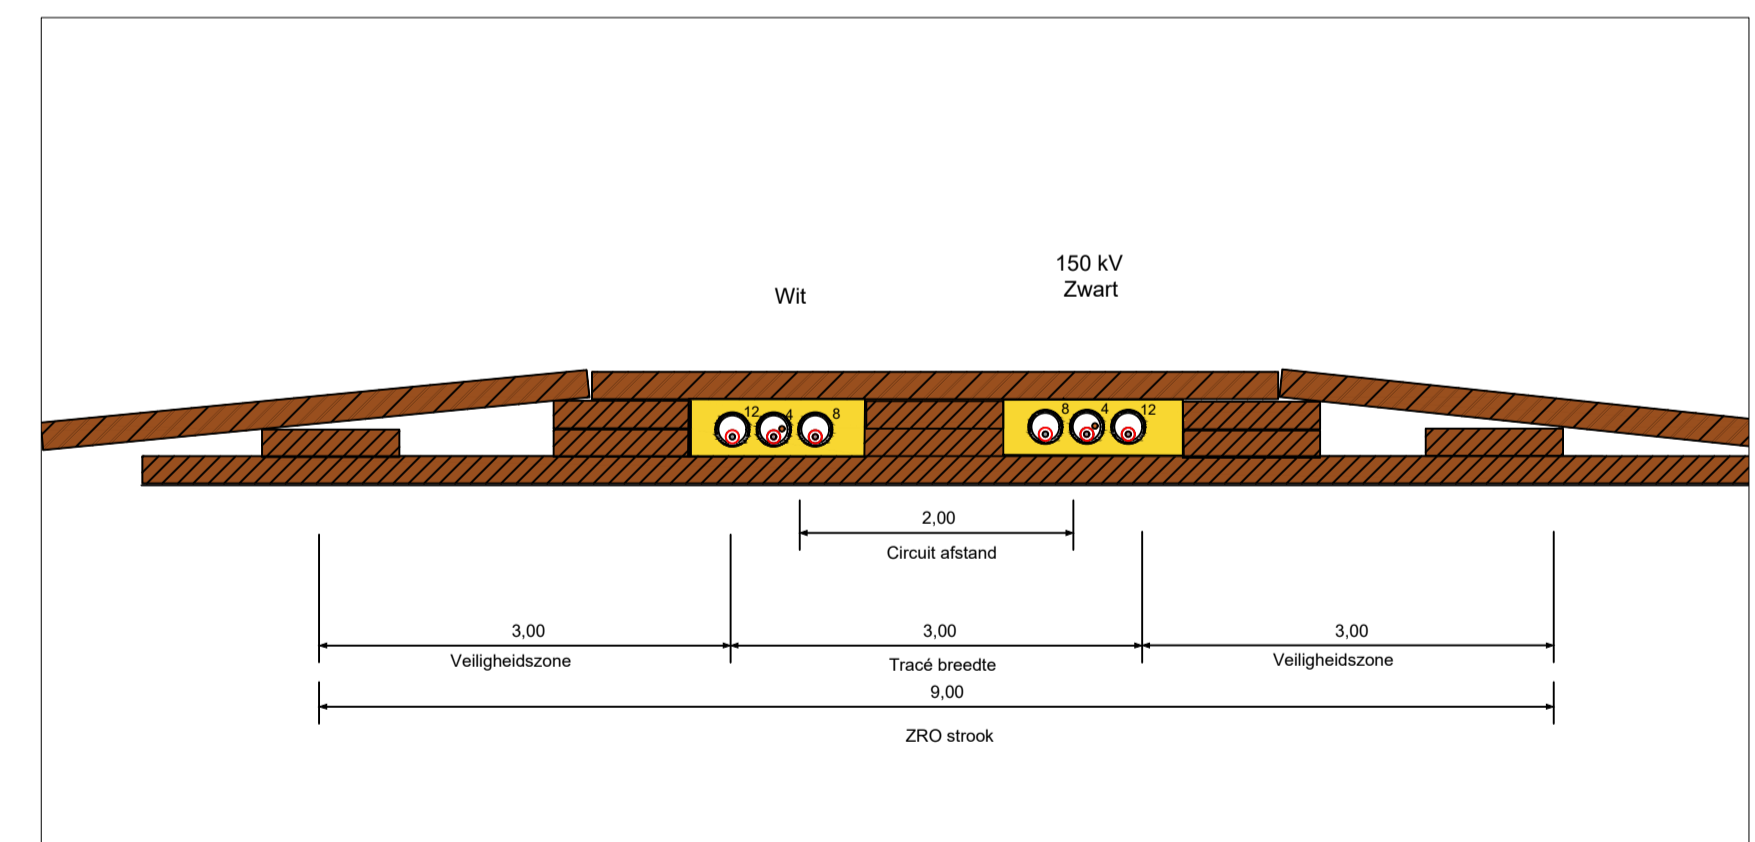 150 kV
Wit
Zwart
12 4 8
8 4 12
2,00
Circuit afstand
3,00
Veiligheidszone
3,00
Tracé breedte
3,00
Veiligheidszone
9,00
ZRO strook